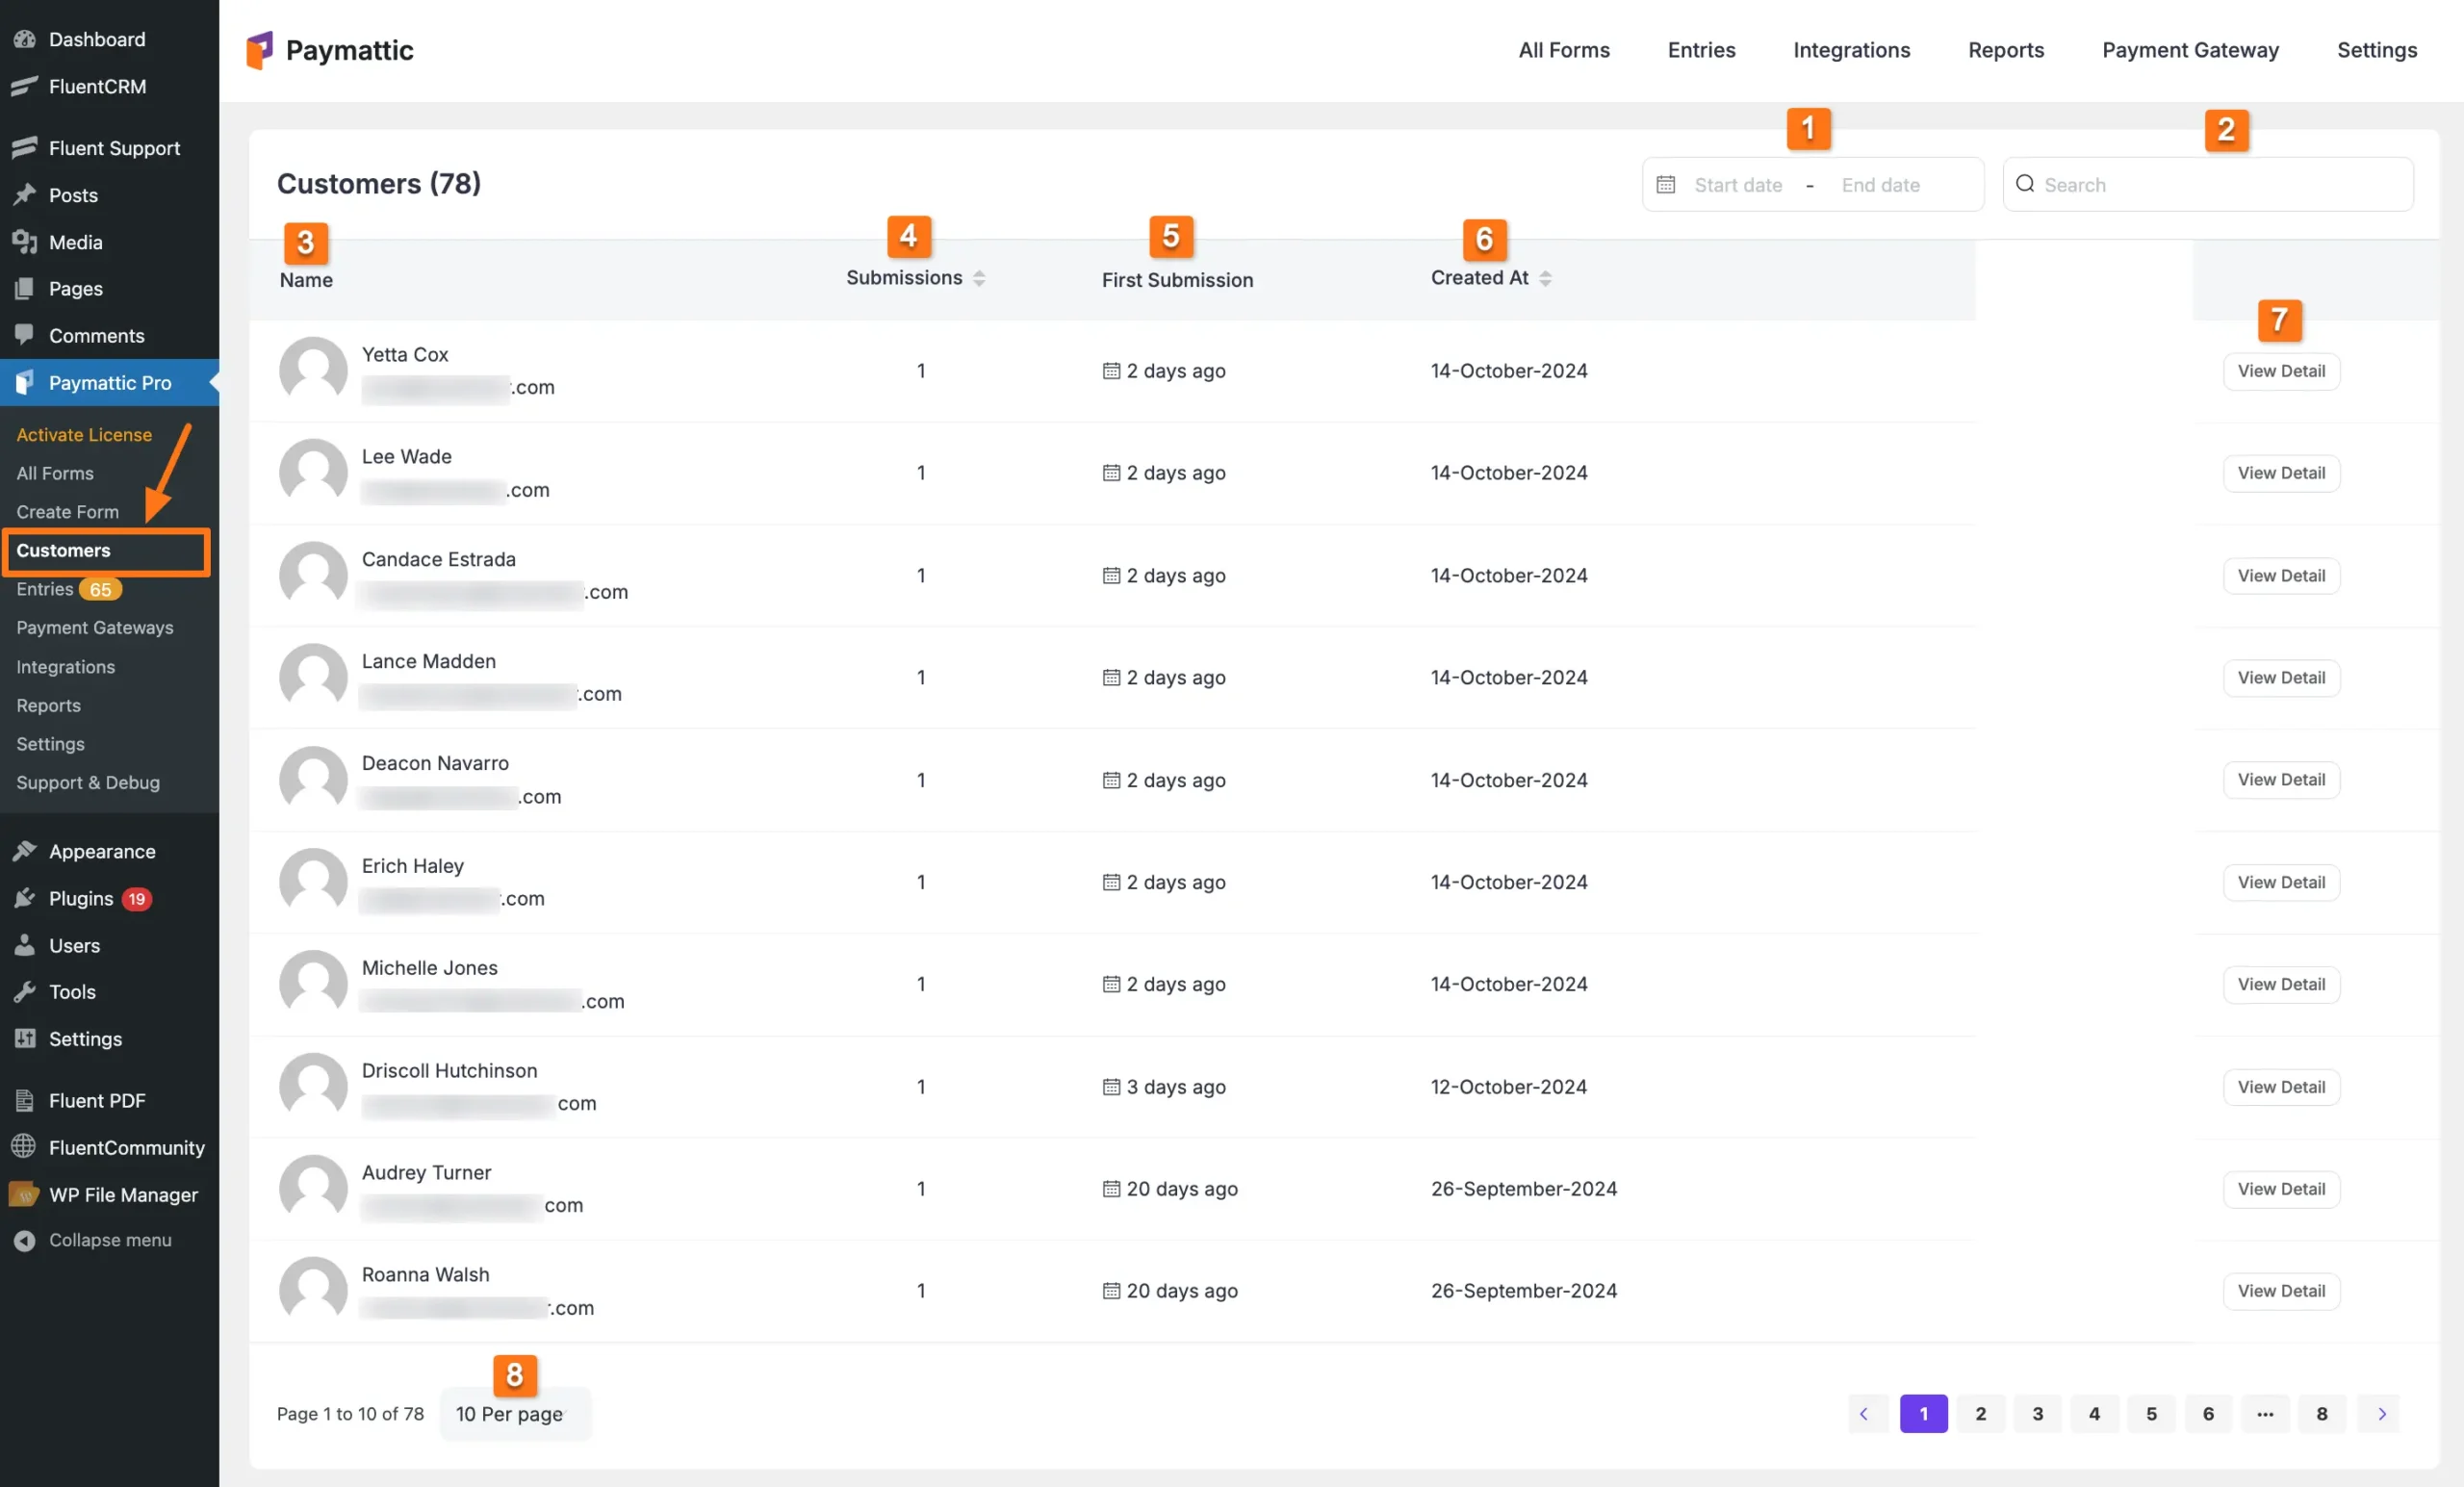 Dashboard
FluentCRM
Fluent Support
Posts
Media
Pages
Comments
Paymattic Pro
Activate License
All Forms
Create Form
Customers
Entries 65
Payment Gateways
Integrations
Reports
Settings
Support & Debug
Appearance
Plugins 19
Users
Tools
Settings
Fluent PDF
FluentCommunity
WP File Manager
Collapse menu
Paymattic
All Forms Entries Integrations Reports Payment Gateway Settings
1 2
Customers (78) Start date - End date Search
3 4 5 6
Name Submissions First Submission Created At
7
Yetta Cox
.com 1 2 days ago 14-October-2024 View Detail
Lee Wade
.com 1 2 days ago 14-October-2024 View Detail
Candace Estrada
.com 1 2 days ago 14-October-2024 View Detail
Lance Madden
.com 1 2 days ago 14-October-2024 View Detail
Deacon Navarro
.com 1 2 days ago 14-October-2024 View Detail
Erich Haley
.com 1 2 days ago 14-October-2024 View Detail
Michelle Jones
.com 1 2 days ago 14-October-2024 View Detail
Driscoll Hutchinson
com 1 3 days ago 12-October-2024 View Detail
Audrey Turner
com 1 20 days ago 26-September-2024 View Detail
Roanna Walsh
.com 1 20 days ago 26-September-2024 View Detail
8
Page 1 to 10 of 78 10 Per page 1 2 3 4 5 6 ... 8